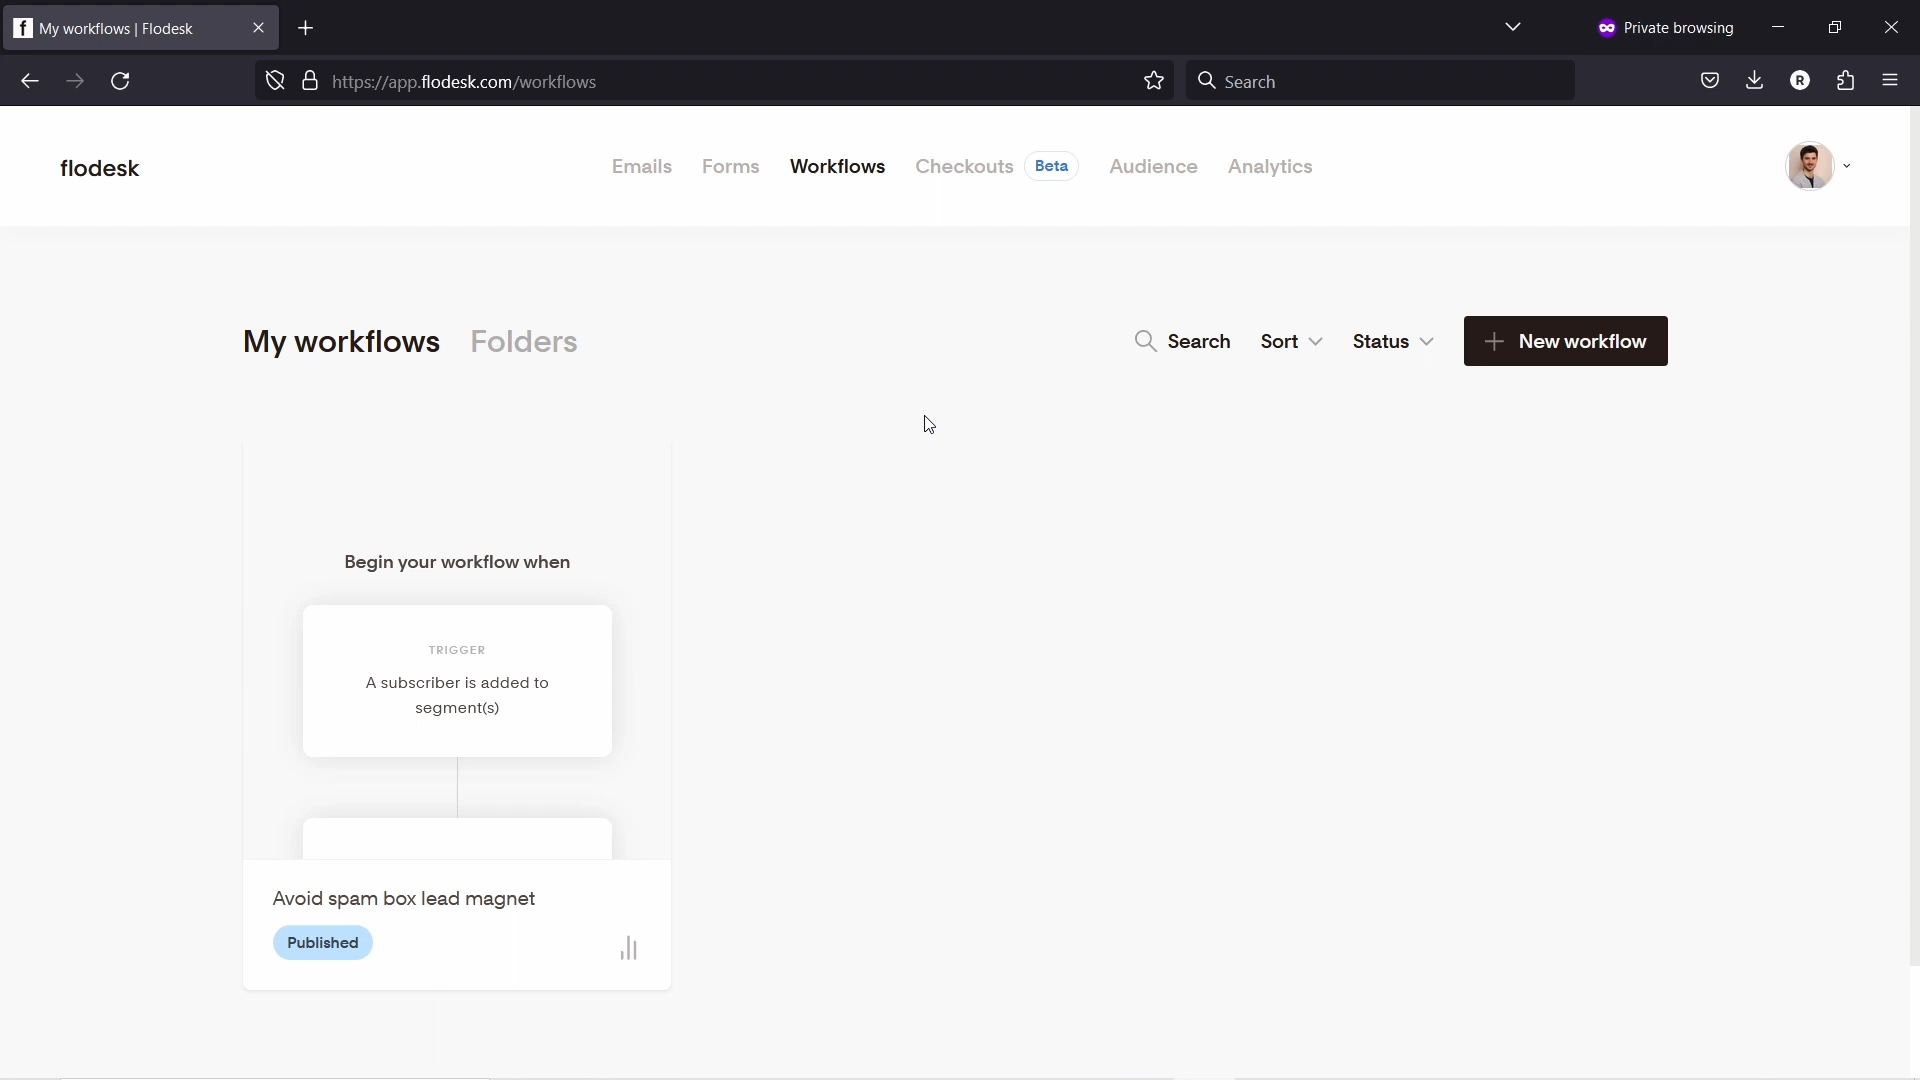 My workflows | Flodesk
Private browsing
https://app.flodesk.com/workflows
Search
R
flodesk
Emails
Forms
Workflows
Checkouts
Beta
Audience
Analytics
My workflows
Folders
Search
Sort
Status
New workflow
Begin your workflow when
TRIGGER
A subscriber is added to
segment(s)
Avoid spam box lead magnet
Published